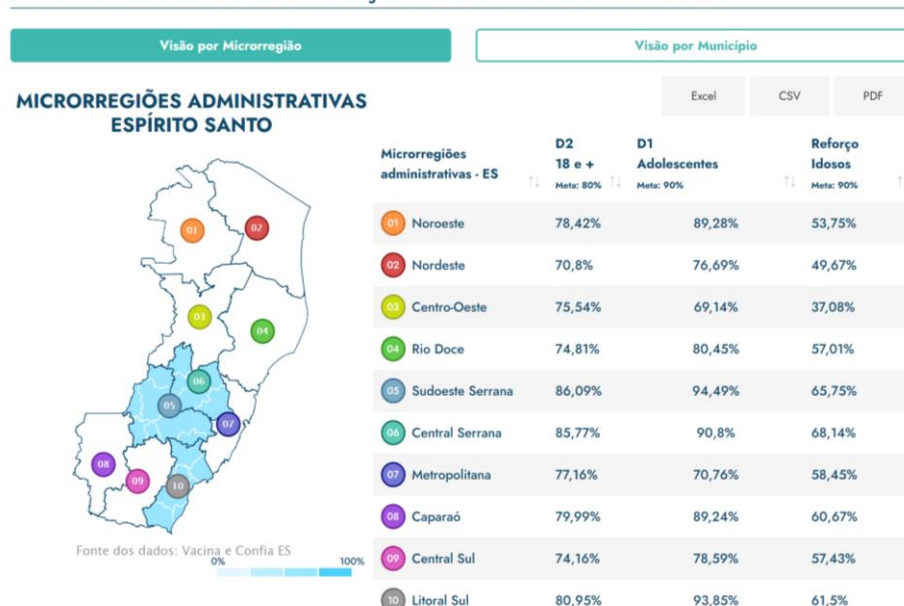 Visão por Microrregião
Visão por Município
MICRORREGIÕES ADMINISTRATIVAS
ESPÍRITO SANTO
Excel CSV PDF
Microrregiões
administrativas - ES
D2
18 e +
Meta: 80%
D1
Adolescentes
Meta: 90%
Reforço
Idosos
Meta: 90%
01 Noroeste 78,42% 89,28% 53,75%
02 Nordeste 70,8% 76,69% 49,67%
03 Centro-Oeste 75,54% 69,14% 37,08%
04 Rio Doce 74,81% 80,45% 57,01%
05 Sudoeste Serrana 86,09% 94,49% 65,75%
06 Central Serrana 85,77% 90,8% 68,14%
07 Metropolitana 77,16% 70,76% 58,45%
08 Caparaó 79,99% 89,24% 60,67%
09 Central Sul 74,16% 78,59% 57,43%
10 Litoral Sul 80,95% 93,85% 61,5%
01
02
03
04
06
05
07
08
09
10
Fonte dos dados: Vacina e Confia ES
0% 100%